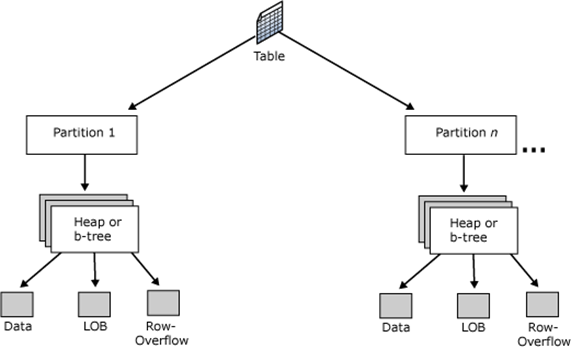 Table
Partition 1
Partition n
...
Heap or
b-tree
Heap or
b-tree
Data
LOB
Row-
Overflow
Data
LOB
Row-
Overflow